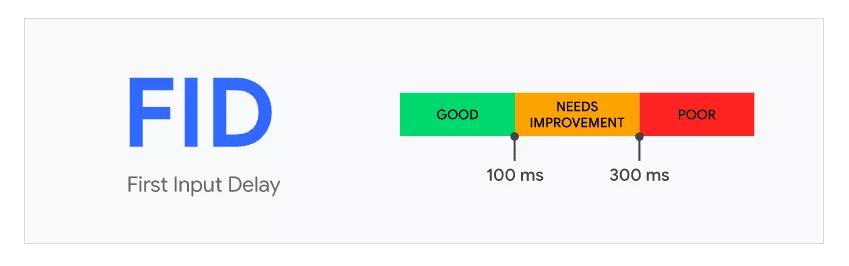 FID
First Input Delay
GOOD
NEEDS
IMPROVEMENT
POOR
100 ms
300 ms